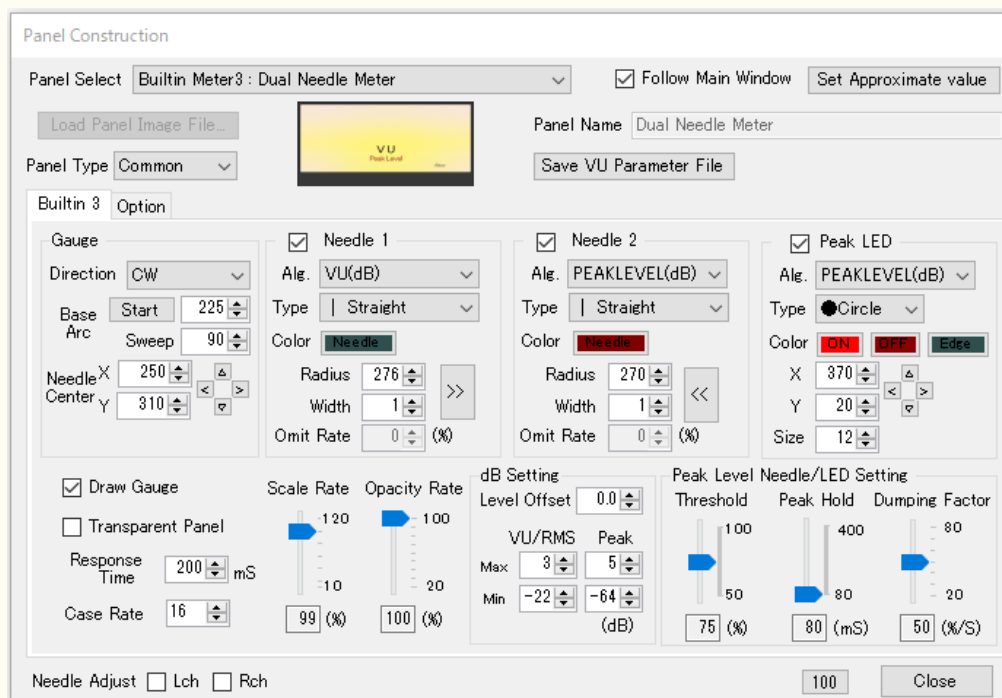 Panel Construction
Panel Select Builtin Meter3 : Dual Needle Meter Follow Main Window Set Approximate value
Load Panel Image File... Panel Name Dual Needle Meter
VU
Peak Level
Panel Type Common Save VU Parameter File
Builtin 3 Option
Gauge Needle 1 Needle 2 Peak LED
Direction CW Alg. VU(dB) Alg. PEAKLEVEL(dB) Alg. PEAKLEVEL(dB)
Base Arc Start 225 Type | Straight Type | Straight Type ●Circle
Sweep 90 Color Needle Color Needle Color ON OFF Edge
Needle Center X 250 Radius 276 >> Radius 270 << X 370
Y 310 Width 1 Width 1 Y 20
Omit Rate 0 (%) Omit Rate 0 (%) Size 12
Draw Gauge Scale Rate Opacity Rate dB Setting Peak Level Needle/LED Setting
Level Offset 0.0 Threshold Peak Hold Dumping Factor
Transparent Panel 120 100 VU/RMS Peak 100 400 80
Response Time 200 mS Max 3 5
10 20 Min -22 -64 50 80 20
Case Rate 16 99 (%) 100 (%) (dB) 75 (%) 80 (mS) 50 (%/S)
Needle Adjust Lch Rch 100 Close